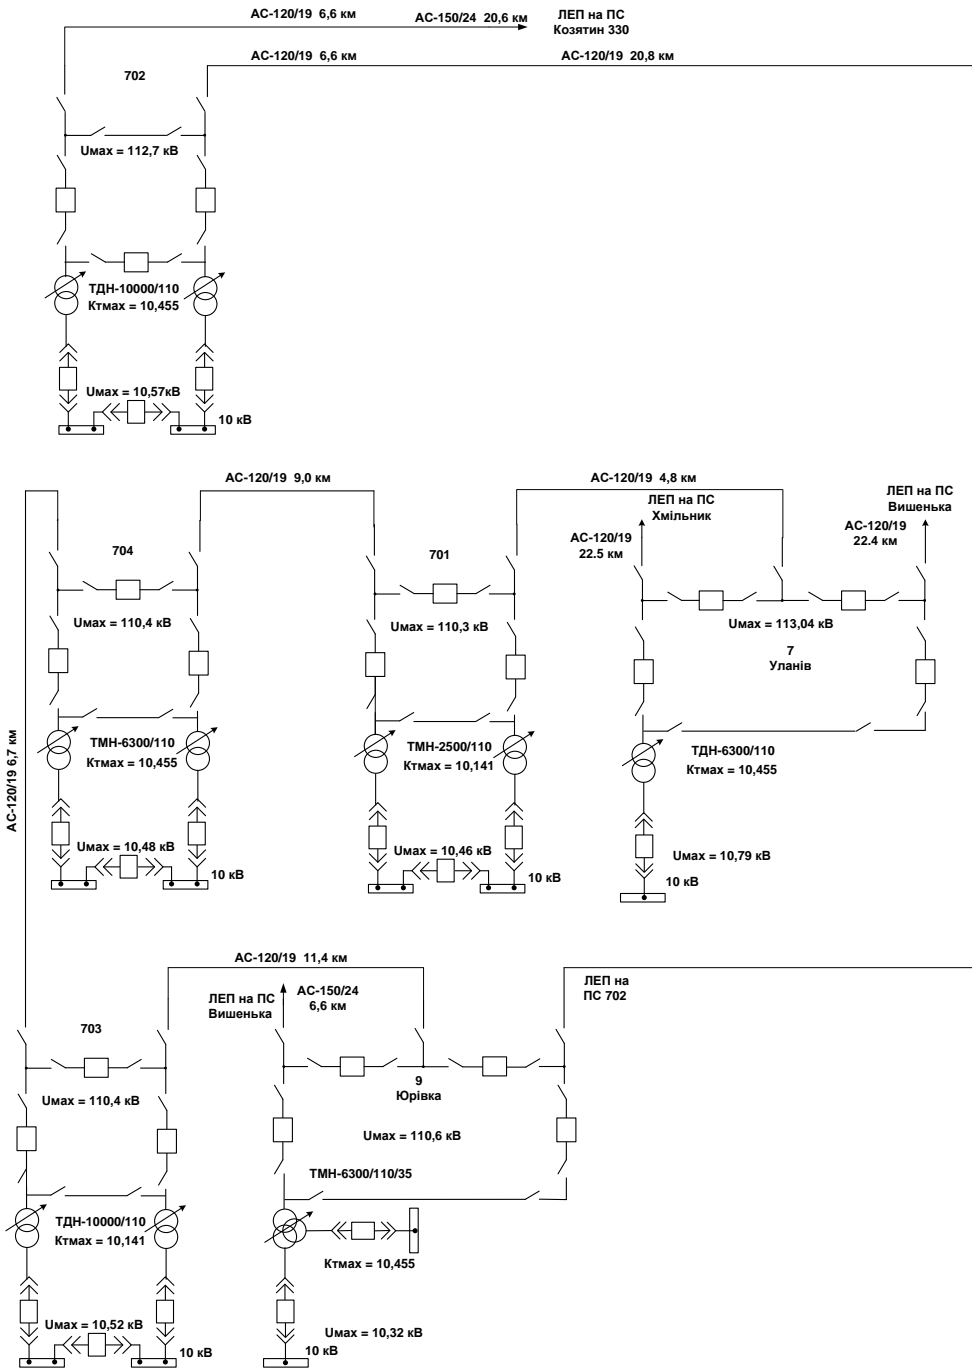 АС-120/19 6,6 км
АС-150/24 20,6 км
ЛЕП на ПС
Козятин 330
АС-120/19 6,6 км
АС-120/19 20,8 км
702
Uмах = 112,7 кВ
ТДН-10000/110
Ктмах = 10,455
Uмах = 10,57кВ
10 кВ
АС-120/19 9,0 км
АС-120/19 4,8 км
ЛЕП на ПС
Хмільник
ЛЕП на ПС
Вишенька
АС-120/19
22.5 км
АС-120/19
22.4 км
704
701
Uмах = 110,4 кВ
Uмах = 110,3 кВ
Uмах = 113,04 кВ
7
Уланів
ТМН-6300/110
Ктмах = 10,455
ТМН-2500/110
Ктмах = 10,141
ТДН-6300/110
Ктмах = 10,455
АС-120/19 6,7 км
Uмах = 10,48 кВ
10 кВ
Uмах = 10,46 кВ
10 кВ
Uмах = 10,79 кВ
10 кВ
АС-120/19 11,4 км
ЛЕП на ПС
Вишенька
АС-150/24
6,6 км
ЛЕП на
ПС 702
703
9
Юрівка
Uмах = 110,4 кВ
Uмах = 110,6 кВ
ТМН-6300/110/35
ТДН-10000/110
Ктмах = 10,141
Ктмах = 10,455
Uмах = 10,52 кВ
10 кВ
Uмах = 10,32 кВ
10 кВ